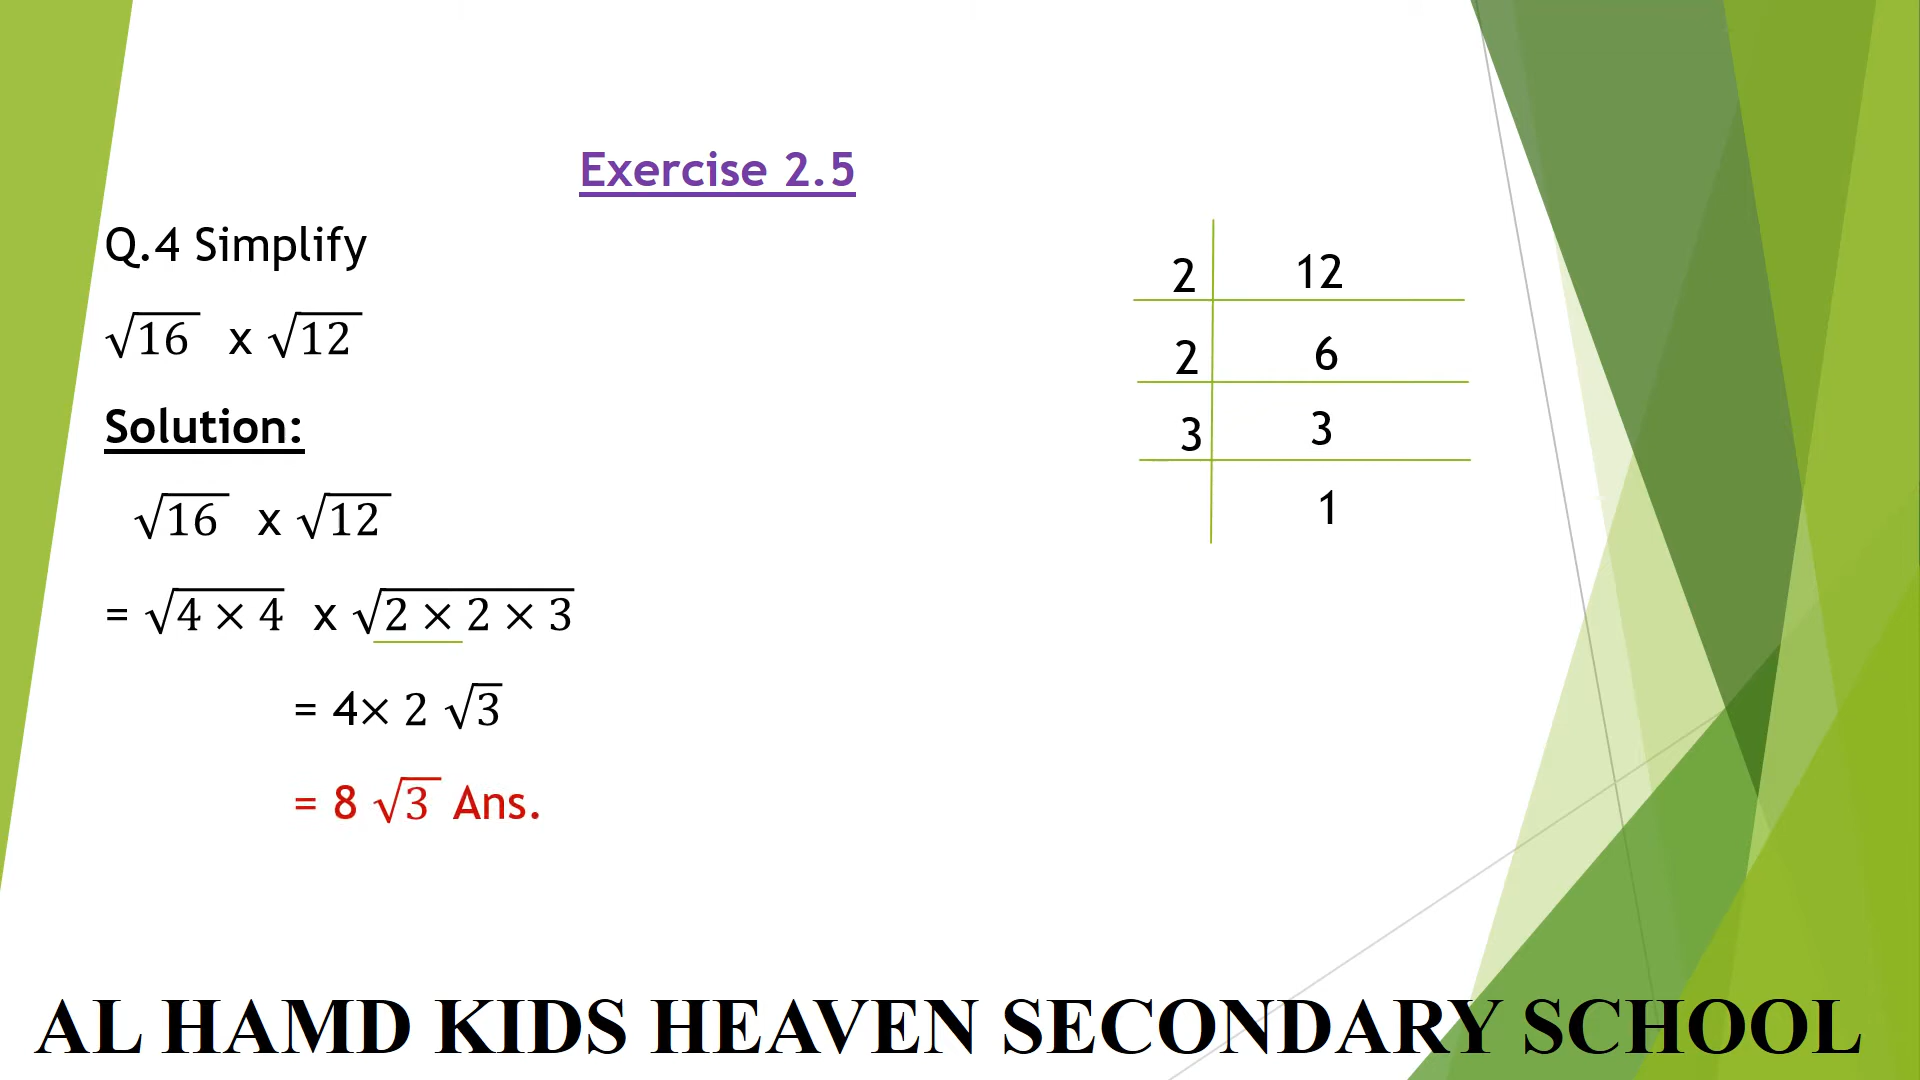 Exercise 2.5
Q.4 Simplify
√16 x √12
Solution:
√16 x √12
= √4 × 4 x √2 × 2 × 3
= 4× 2 √3
= 8 √3 Ans.
2 12
2 6
3 3
1
AL HAMD KIDS HEAVEN SECONDARY SCHOOL